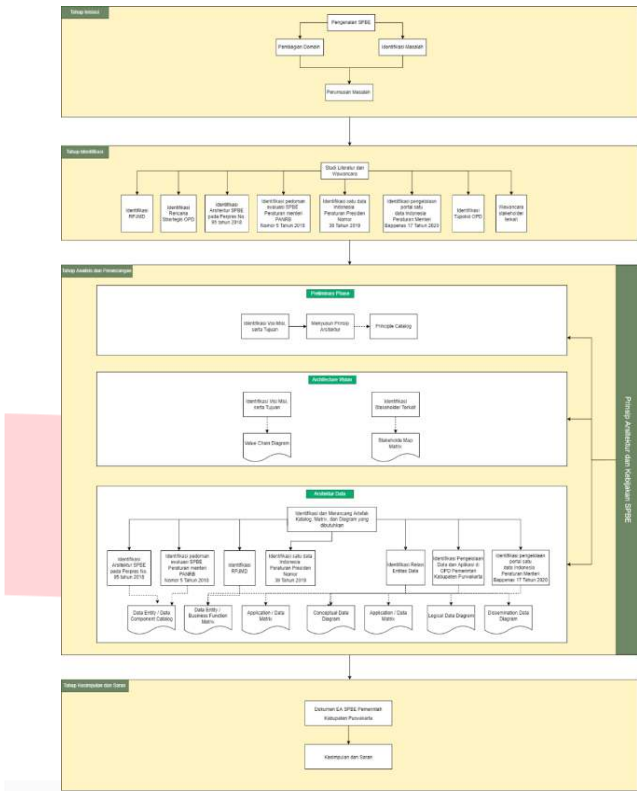 Tahap Inisiasi
Pengenalan SPBE
Pembagian Domain
Identifikasi Masalah
Perumusan Masalah
Tahap Identifikasi
Studi Literatur dan
Wawancara
Identifikasi
RPJMD
Identifikasi
Rencana
Strategis OPD
Identifikasi
Arsitektur SPBE
pada Perpres No.
95 tahun 2018
Identifikasi pedoman
evaluasi SPBE
Peraturan menteri
PANRB
Nomor 5 Tahun 2018
Identifikasi satu data
Indonesia
Peraturan Presiden
Nomor
39 Tahun 2019
Identifikasi pengelolaan
portal satu
data Indonesia
Peraturan Menteri
Bappenas 17 Tahun 2020
Identifikasi
Tupoksi OPD
Wawancara
stakeholder
terkait
Tahap Analisis dan Perancangan
Preliminary Phase
Identifikasi Visi Misi,
serta Tujuan
Menyusun Prinsip
Arsitektur
Principle Catalog
Architecture Vision
Identifikasi Visi Misi,
serta Tujuan
Identifikasi
Stakeholder Terkait
Value Chain Diagram
Stakeholde Map
Matrix
Arsitektur Data
Identifikasi dan Merancang Artefak
Katalog, Matrix, dan Diagram yang
dibutuhkan
Identifikasi
Arsitektur SPBE
pada Perpres No.
95 tahun 2018
Identifikasi pedoman
evaluasi SPBE
Peraturan menteri
PANRB
Nomor 5 Tahun 2018
Identifikasi
RPJMD
Identifikasi satu data
Indonesia
Peraturan Presiden
Nomor
39 Tahun 2019
Identifikasi Relasi
Entitas Data
Identifikasi Pengelolaan
Data dan Aplikasi di
OPD Pemerintah
Kabupaten Purwakarta
Identifikasi pengelolaan
portal satu
data Indonesia
Peraturan Menteri
Bappenas 17 Tahun 2020
Data Entity / Data
Component Catalog
Data Entity /
Business Function
Matrix
Application / Data
Matrix
Conceptual Data
Diagram
Application / Data
Matrix
Logical Data Diagram
Dissemination Data
Diagram
Prinsip Arsitektur dan Kebijakan SPBE
Tahap Kesimpulan dan Saran
Dokumen EA SPBE Pemerintah
Kabupaten Purwakarta
Kesimpulan dan Saran